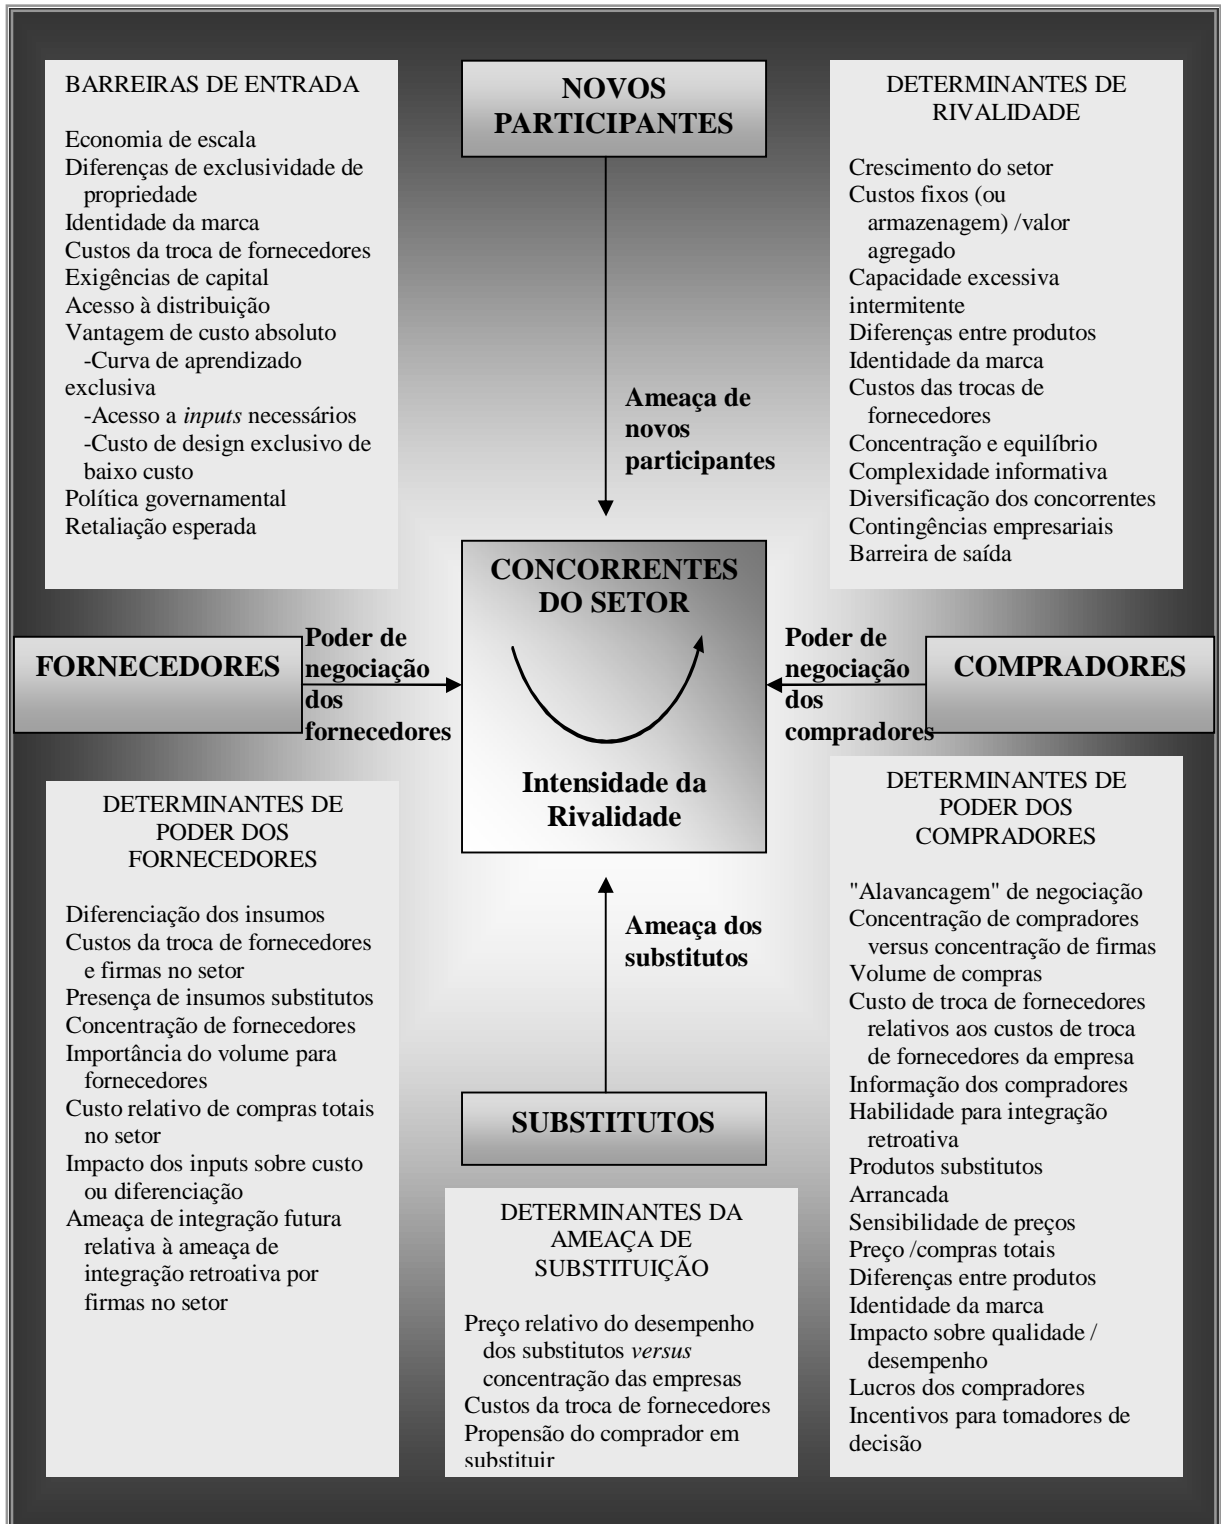 BARREIRAS DE ENTRADA
Economia de escala
Diferenças de exclusividade de
propriedade
Identidade da marca
Custos da troca de fornecedores
Exigências de capital
Acesso à distribuição
Vantagem de custo absoluto
-Curva de aprendizado
exclusiva
-Acesso a inputs necessários
-Custo de design exclusivo de
baixo custo
Política governamental
Retaliação esperada
NOVOS
PARTICIPANTES
DETERMINANTES DE
RIVALIDADE
Crescimento do setor
Custos fixos (ou
armazenagem) /valor
agregado
Capacidade excessiva
intermitente
Diferenças entre produtos
Identidade da marca
Custos das trocas de
fornecedores
Concentração e equilíbrio
Complexidade informativa
Diversificação dos concorrentes
Contingências empresariais
Barreira de saída
Ameaça de
novos
participantes
FORNECEDORES
Poder de
negociação
dos
fornecedores
CONCORRENTES
DO SETOR
Intensidade da
Rivalidade
Poder de
negociação
dos
compradores
COMPRADORES
DETERMINANTES DE
PODER DOS
FORNECEDORES
Diferenciação dos insumos
Custos da troca de fornecedores
e firmas no setor
Presença de insumos substitutos
Concentração de fornecedores
Importância do volume para
fornecedores
Custo relativo de compras totais
no setor
Impacto dos inputs sobre custo
ou diferenciação
Ameaça de integração futura
relativa à ameaça de
integração retroativa por
firmas no setor
Ameaça dos
substitutos
SUBSTITUTOS
DETERMINANTES DA
AMEAÇA DE
SUBSTITUIÇÃO
Preço relativo do desempenho
dos substitutos versus
concentração das empresas
Custos da troca de fornecedores
Propensão do comprador em
substituir
DETERMINANTES DE
PODER DOS
COMPRADORES
"Alavancagem" de negociação
Concentração de compradores
versus concentração de firmas
Volume de compras
Custo de troca de fornecedores
relativos aos custos de troca
de fornecedores da empresa
Informação dos compradores
Habilidade para integração
retroativa
Produtos substitutos
Arrancada
Sensibilidade de preços
Preço /compras totais
Diferenças entre produtos
Identidade da marca
Impacto sobre qualidade /
desempenho
Lucros dos compradores
Incentivos para tomadores de
decisão